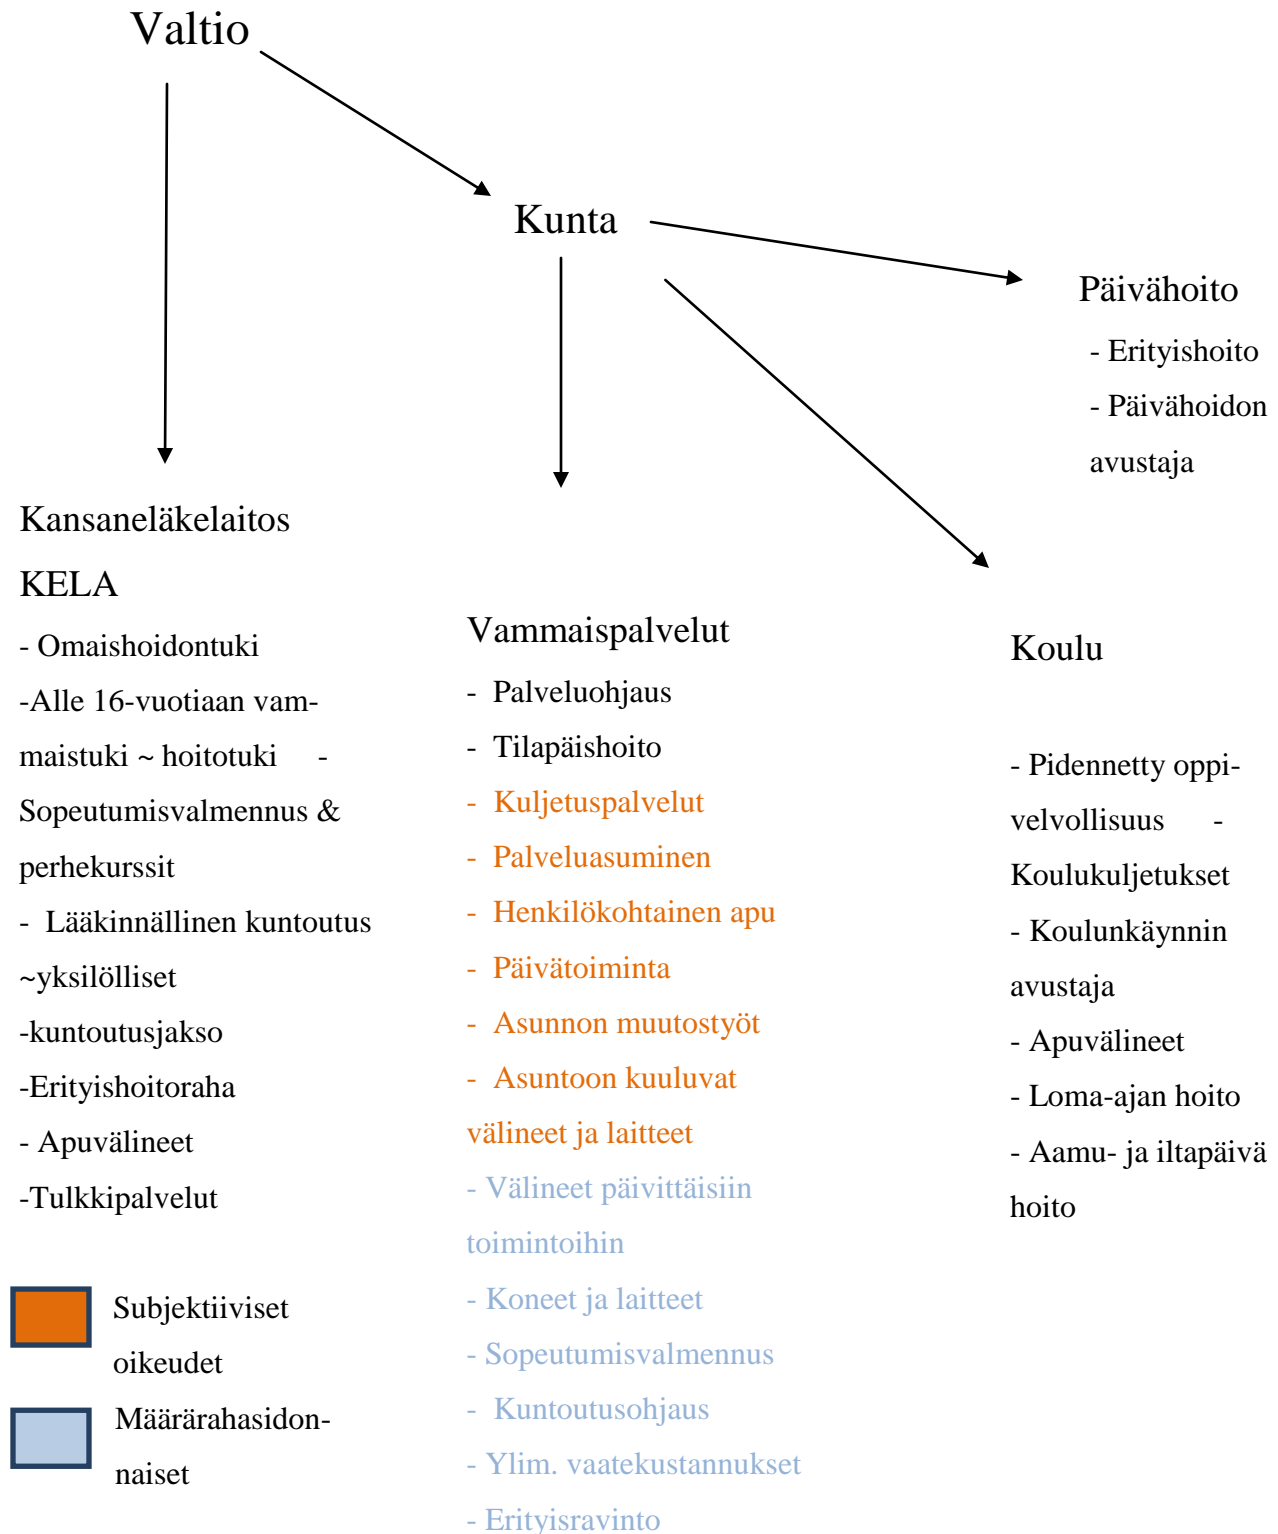 Valtio
Kunta
Päivähoito
- Erityishoito
- Päivähoidon
avustaja
Kansaneläkelaitos
KELA
- Omaishoidontuki
-Alle 16-vuotiaan vam-
maistuki ~ hoitotuki -
Sopeutumisvalmennus &
perhekurssit
- Lääkinnällinen kuntoutus
~yksilölliset
-kuntoutusjakso
-Erityishoitoraha
- Apuvälineet
-Tulkkipalvelut
Vammaispalvelut
- Palveluohjaus
- Tilapäishoito
- Kuljetuspalvelut
- Palveluasuminen
- Henkilökohtainen apu
- Päivätoiminta
- Asunnon muutostyöt
- Asuntoon kuuluvat
välineet ja laitteet
- Välineet päivittäisiin
toimintoihin
- Koneet ja laitteet
- Sopeutumisvalmennus
- Kuntoutusohjaus
- Ylim. vaatekustannukset
- Erityisravinto
Koulu
- Pidennetty oppi-
velvollisuus -
Koulukuljetukset
- Koulunkäynnin
avustaja
- Apuvälineet
- Loma-ajan hoito
- Aamu- ja iltapäivä
hoito
Subjektiiviset
oikeudet
Määrärahasidon-
naiset